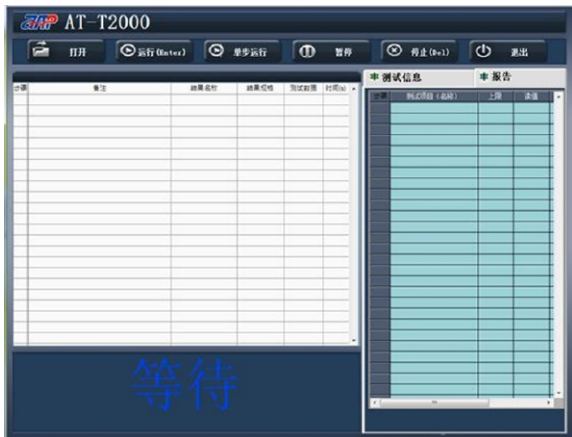 AT-T2000
打开 运行(Enter) 单步运行 暂停 停止(Del) 退出
测试信息 报告
步骤 备注 结果名称 结果规格 测试数据 时间(s)
步骤 测试项目(名称) 上限 读值
等待